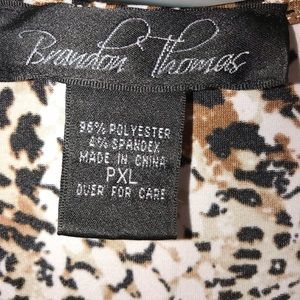 Brandon Thomas
96% POLYESTER
4% SPANDEX
MADE IN CHINA
PXL
OVER FOR CARE